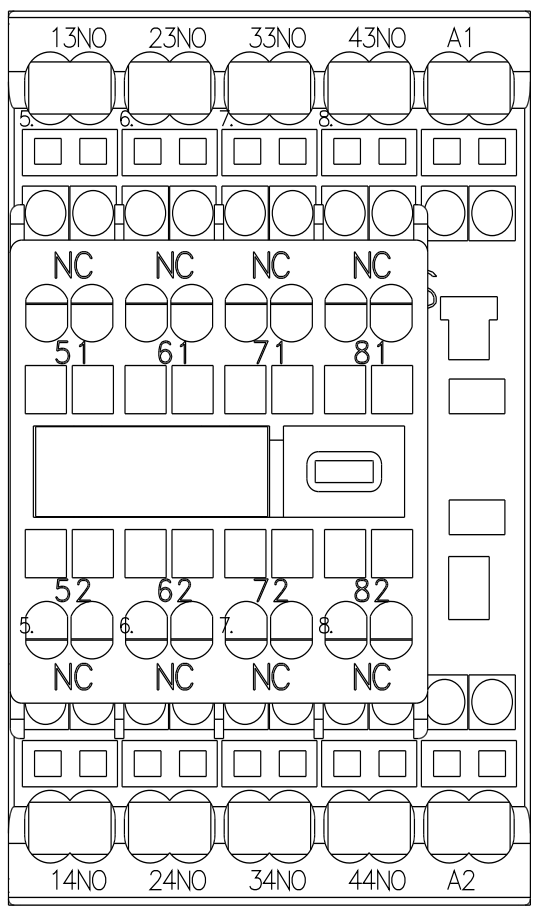 13NO 23NO 33NO 43NO A1
5. 6. 7. 8.
NC NC NC NC
51 61 71 81
52 62 72 82
5. 6. 7. 8.
NC NC NC NC
14NO 24NO 34NO 44NO A2